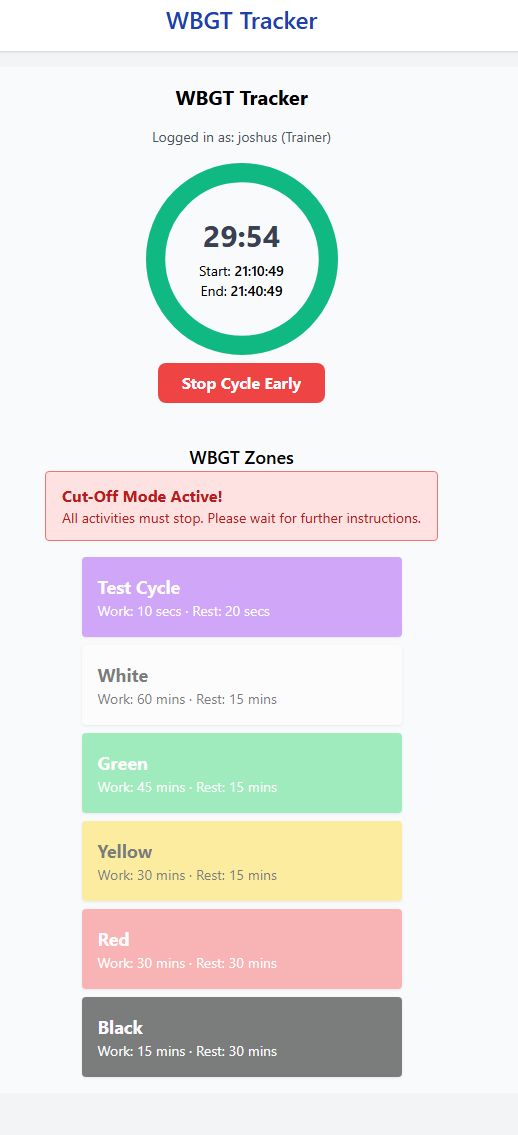 WBGT Tracker
WBGT Tracker
Logged in as: joshus (Trainer)
29:54
Start: 21:10:49
End: 21:40:49
Stop Cycle Early
WBGT Zones
Cut-Off Mode Active!
All activities must stop. Please wait for further instructions.
Test Cycle
Work: 10 secs · Rest: 20 secs
White
Work: 60 mins · Rest: 15 mins
Green
Work: 45 mins · Rest: 15 mins
Yellow
Work: 30 mins · Rest: 15 mins
Red
Work: 30 mins · Rest: 30 mins
Black
Work: 15 mins · Rest: 30 mins